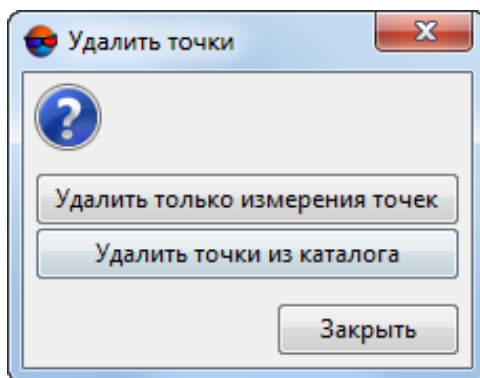 Удалить точки
Удалить только измерения точек
Удалить точки из каталога
Закрыть